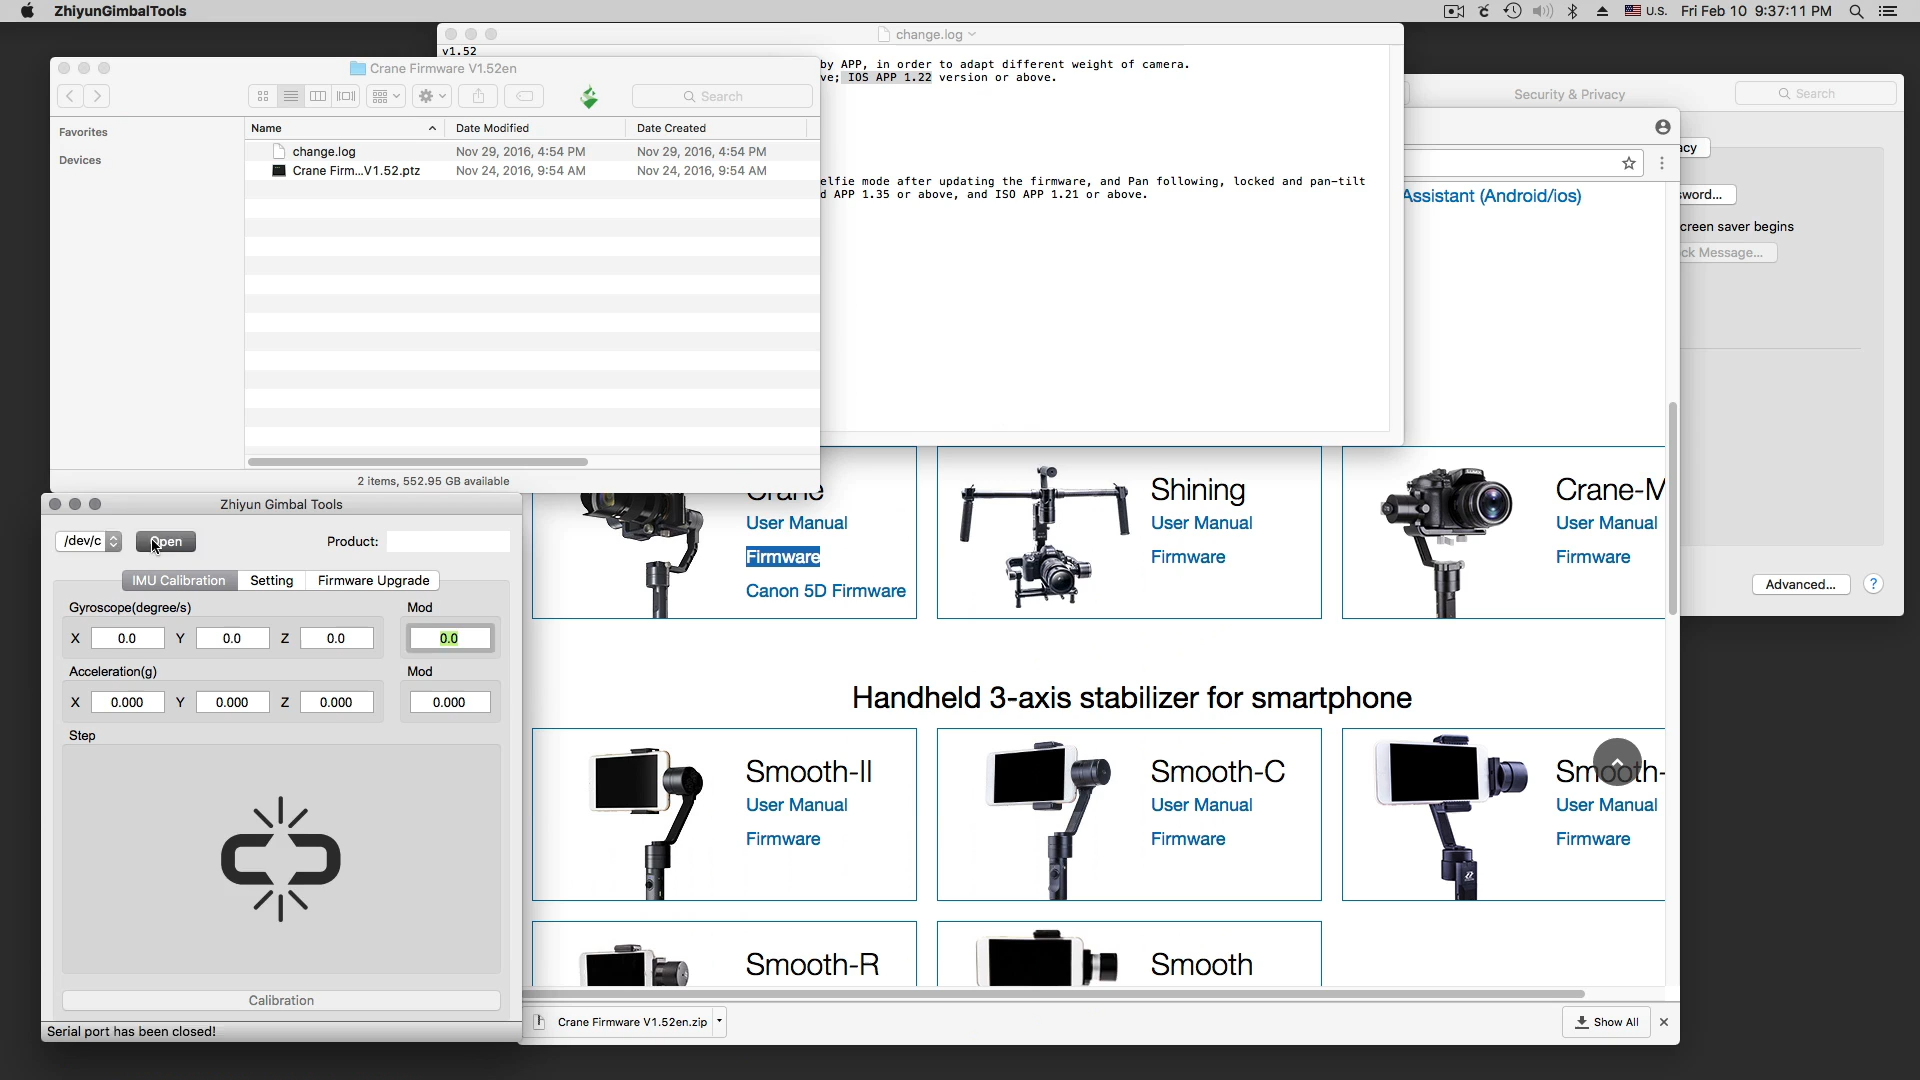 ZhiyunGimbalTools
U.S. Fri Feb 10 9:37:11 PM
change.log
v1.52
by APP, in order to adapt different weight of camera.
ve; IOS APP 1.22 version or above.
elfie mode after updating the firmware, and Pan following, locked and pan-tilt
d APP 1.35 or above, and ISO APP 1.21 or above.
Crane Firmware V1.52en
Search
Favorites
Devices
Name Date Modified Date Created
change.log Nov 29, 2016, 4:54 PM Nov 29, 2016, 4:54 PM
Crane Firm...V1.52.ptz Nov 24, 2016, 9:54 AM Nov 24, 2016, 9:54 AM
2 items, 552.95 GB available
Security & Privacy
Search
acy
sword...
creen saver begins
ck Message...
Advanced...
?
Assistant (Android/ios)
Crane
User Manual
Firmware
Canon 5D Firmware
Shining
User Manual
Firmware
Crane-M
User Manual
Firmware
Handheld 3-axis stabilizer for smartphone
Smooth-II
User Manual
Firmware
Smooth-C
User Manual
Firmware
Smooth-
User Manual
Firmware
Smooth-R
Smooth
Crane Firmware V1.52en.zip
Show All
Zhiyun Gimbal Tools
/dev/c
Open
Product:
IMU Calibration Setting Firmware Upgrade
Gyroscope(degree/s) Mod
X 0.0 Y 0.0 Z 0.0 0.0
Acceleration(g) Mod
X 0.000 Y 0.000 Z 0.000 0.000
Step
Calibration
Serial port has been closed!